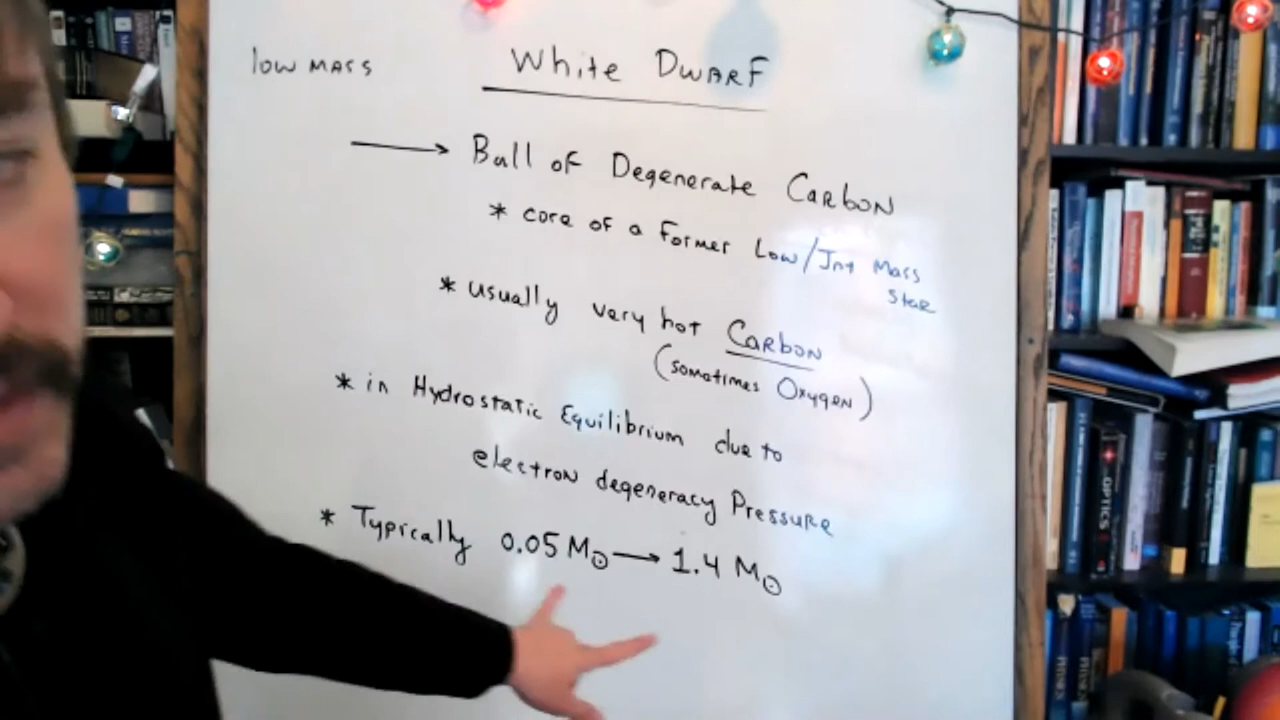 low mass
White Dwarf
→ Ball of Degenerate Carbon
* core of a Former Low/Int Mass
Star
* usually very hot Carbon
(sometimes Oxygen)
* in Hydrostatic Equilibrium due to
electron degeneracy Pressure
* Typically 0.05 M☉ → 1.4 M☉
OPTICS